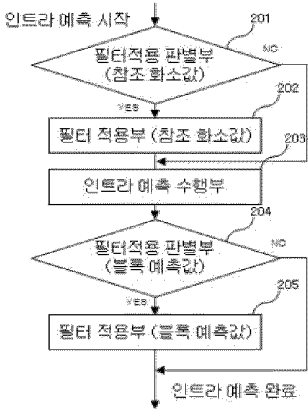 인트라 예측 시작
201
필터적용 판별부
(참조 화소값)
NO
YES
202
필터 적용부 (참조 화소값)
203
인트라 예측 수행부
204
필터적용 판별부
(블록 예측값)
NO
YES
205
필터 적용부 (블록 예측값)
인트라 예측 완료